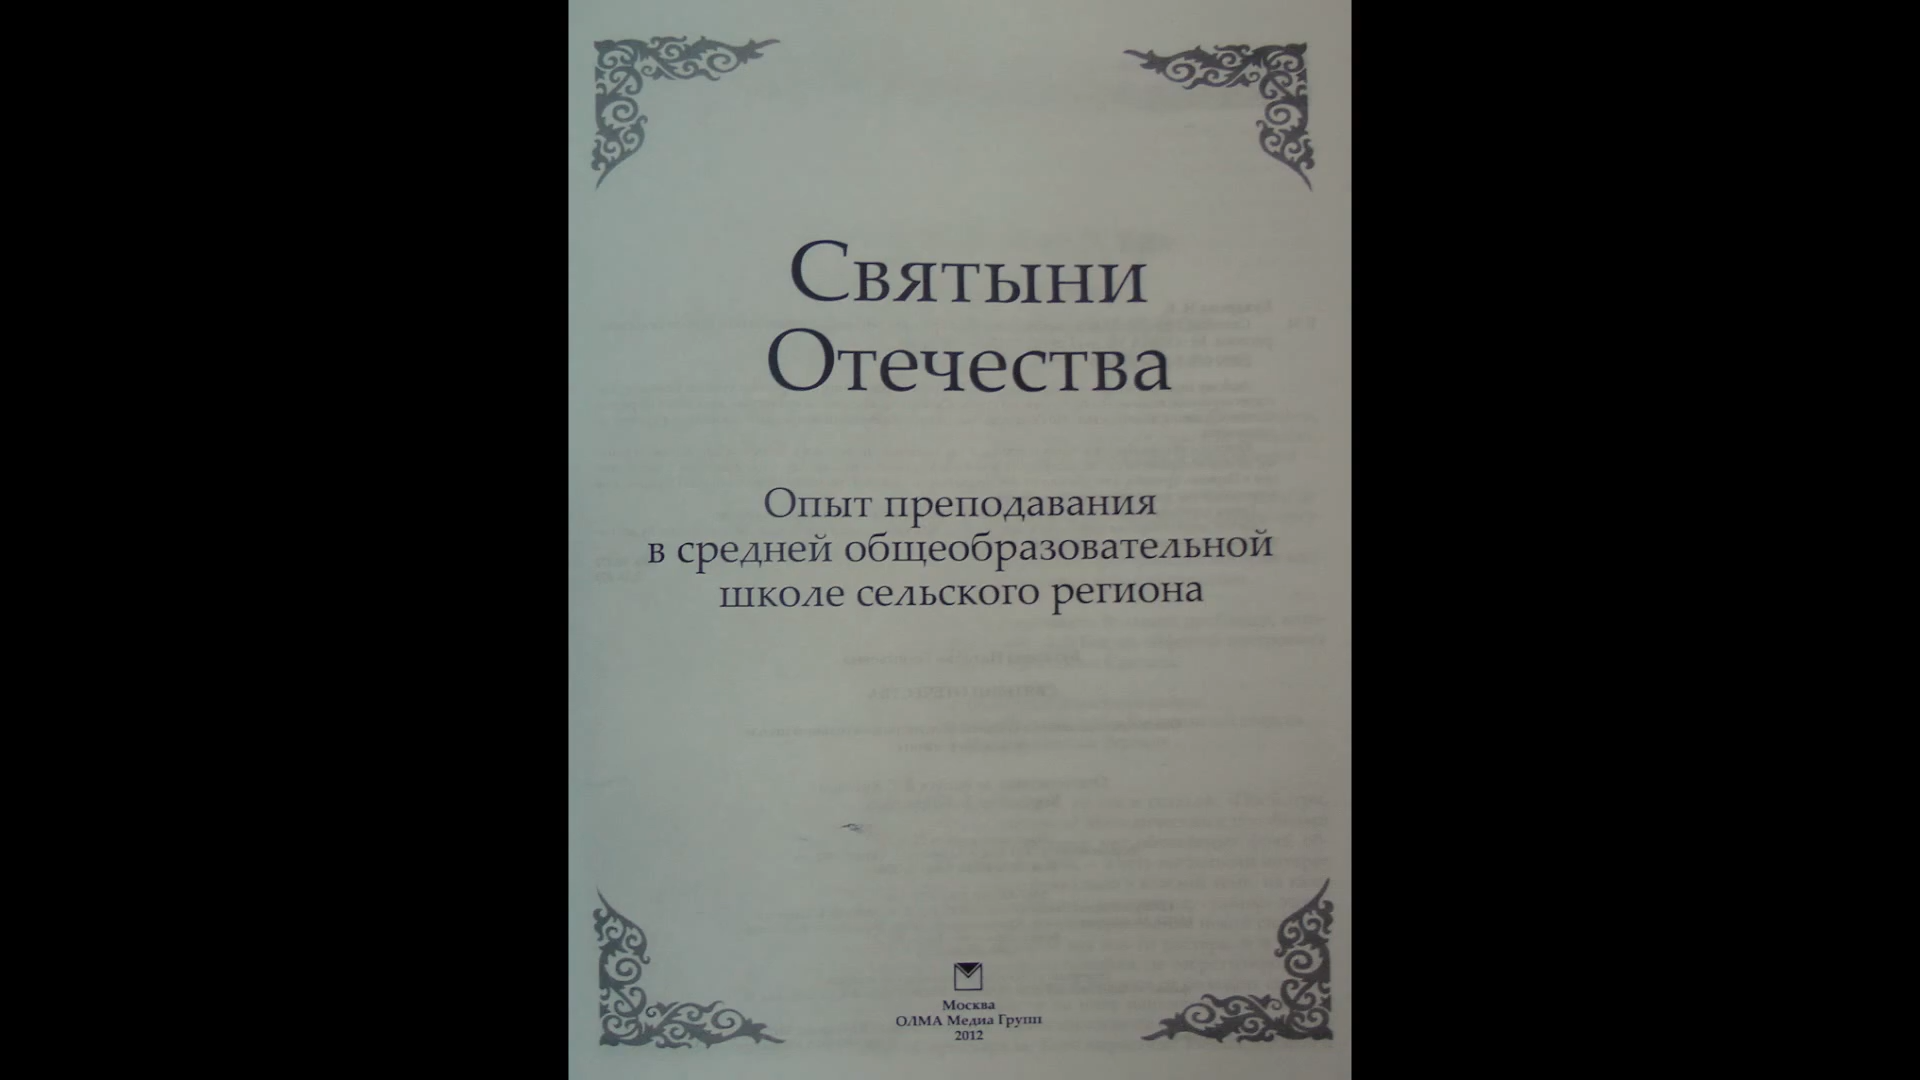 Святыни
Отечества
Опыт преподавания
в средней общеобразовательной
школе сельского региона
Москва
ОЛМА Медиа Групп
2012